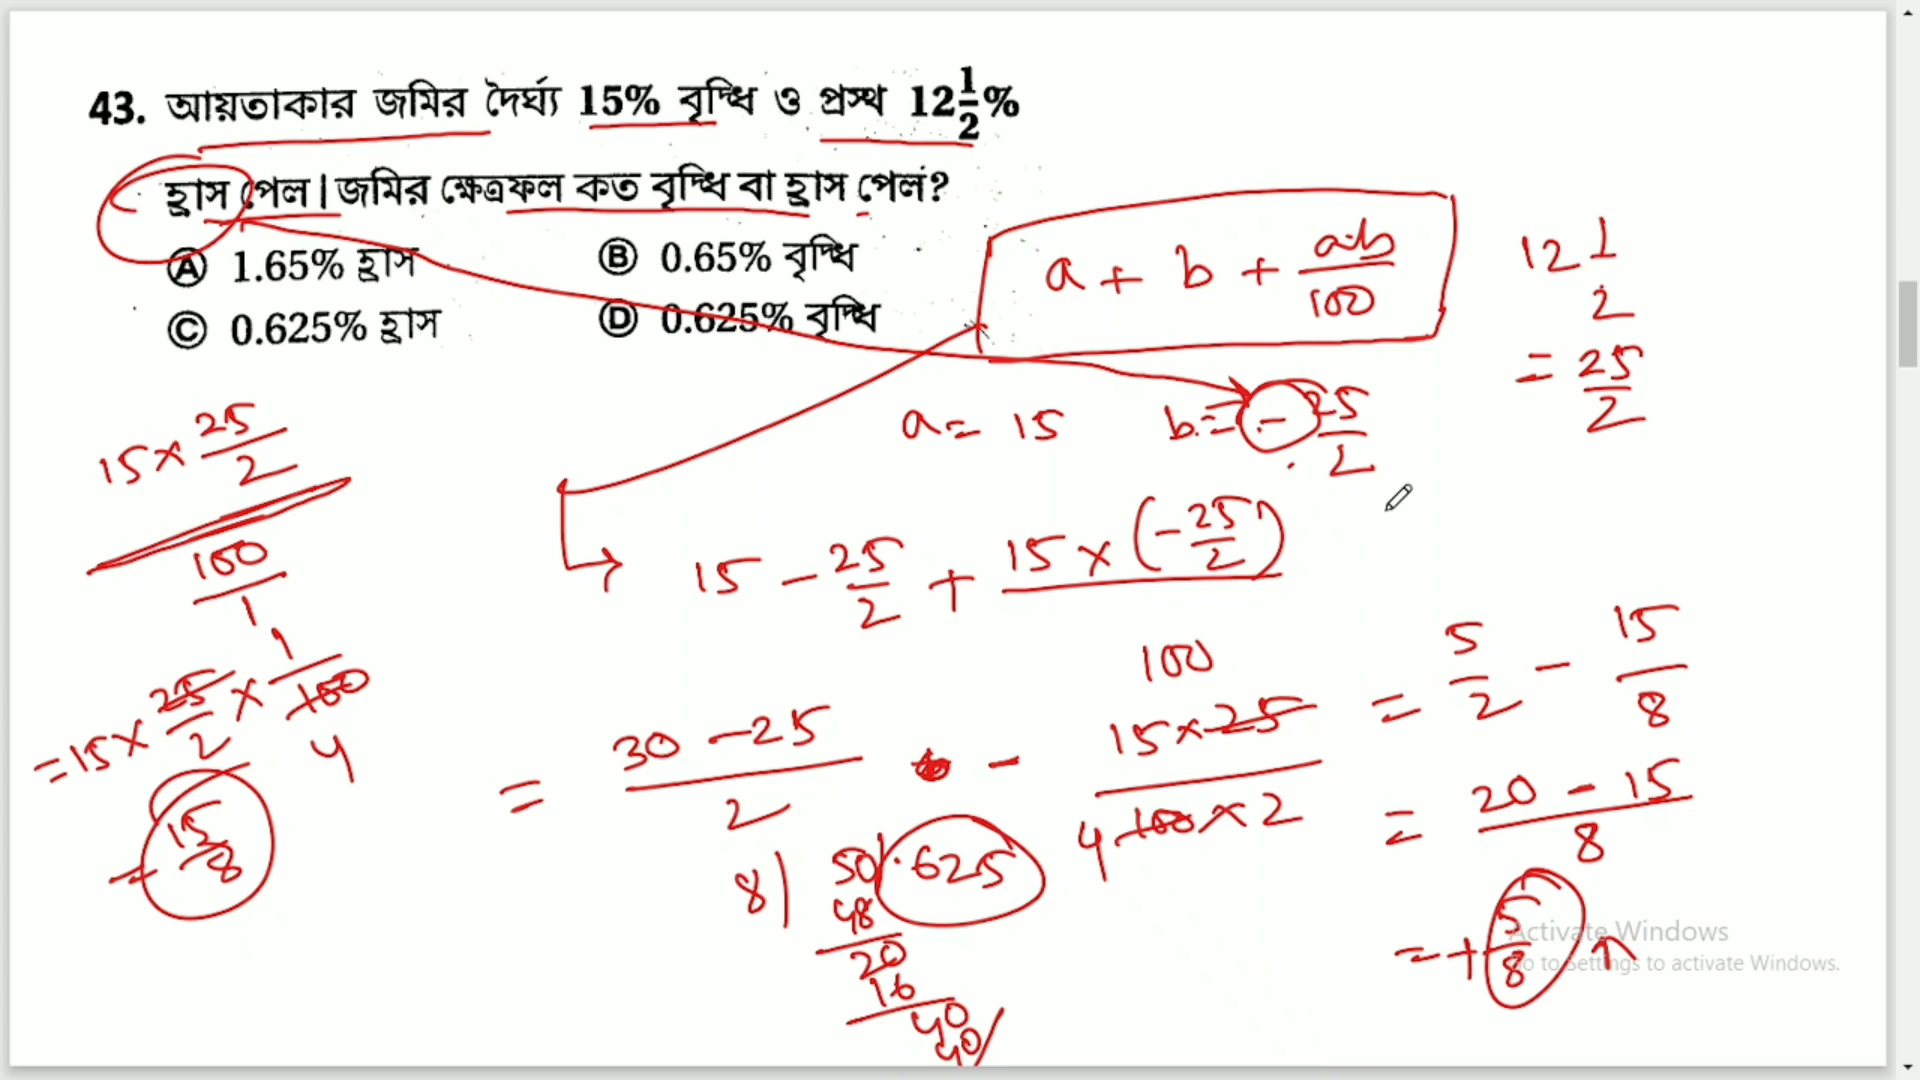 43. আয়তাকার জমির দৈর্ঘ্য 15% বৃদ্ধি ও প্রস্থ 12 1/2 %
হ্রাস পেল। জমির ক্ষেত্রফল কত বৃদ্ধি বা হ্রাস পেল?
Ⓐ 1.65% হ্রাস Ⓑ 0.65% বৃদ্ধি
Ⓒ 0.625% হ্রাস Ⓓ 0.625% বৃদ্ধি
a + b + ab/100
12 1/2
= 25/2
a = 15 b = - 25/2
15 × 25/2
100/1
= 15 × 25/2 × 1/100
4
= 15/8
15 - 25/2 + 15 × (-25/2)
100
= 30 - 25/2 - 15 × 25/100 × 2
4
= 5/2 - 15/8
= 20 - 15/8
= + 5/8 ↑
8) 50 ( .625
48
20
16
40
40
Activate Windows
Go to Settings to activate Windows.